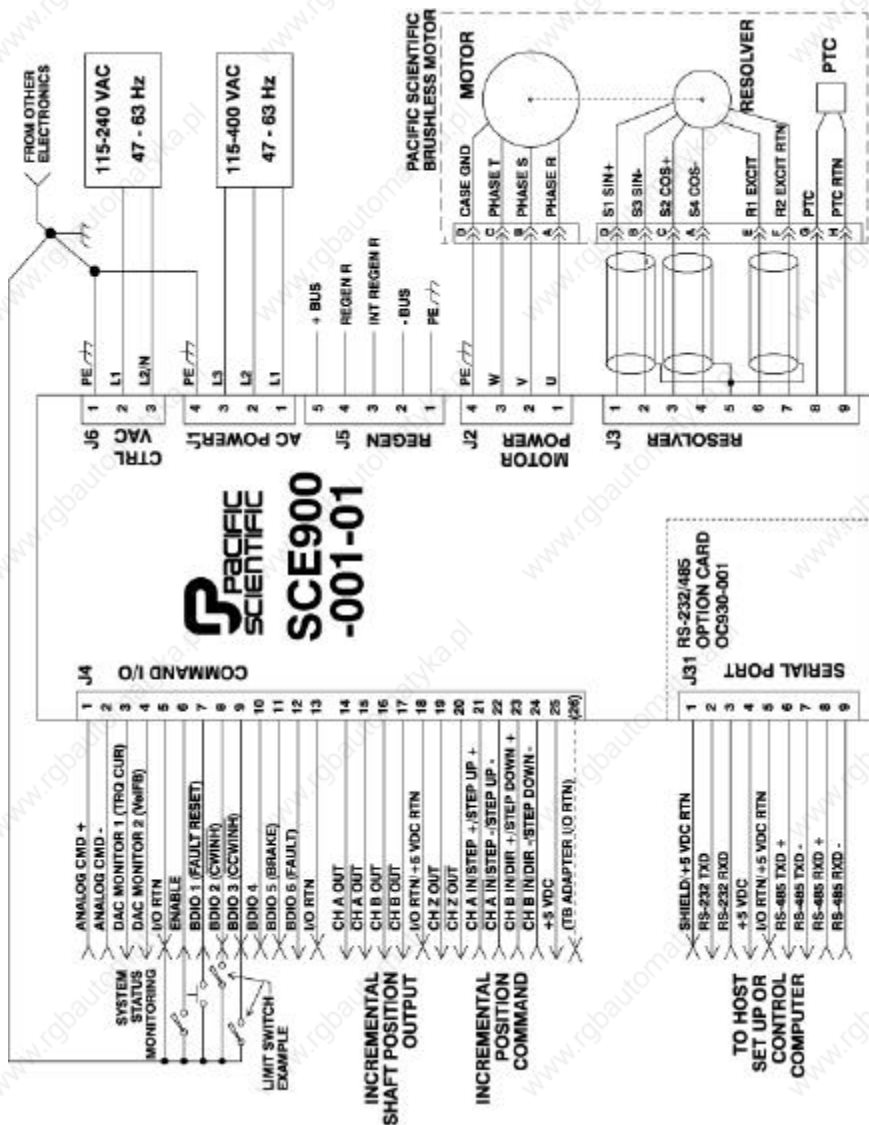 FROM OTHER
ELECTRONICS
115-240 VAC
47 - 63 Hz
115-400 VAC
47 - 63 Hz
PACIFIC SCIENTIFIC
BRUSHLESS MOTOR
MOTOR
RESOLVER
PTC
CASE GND
PHASE T
PHASE S
PHASE R
D
C
B
A
S1 SIN+
S3 SIN-
S2 COS+
S4 COS-
R1 EXCIT
R2 EXCIT RTN
PTC
PTC RTN
D
B
C
A
E
F
G
H
PE
L1
L2/N
PE
L3
L2
L1
+ BUS
REGEN R
INT REGEN R
- BUS
PE
PE
W
V
U
1
2
3
J6
CTRL
VAC
4
3
2
1
J1
AC POWER
5
4
3
2
1
J5
REGEN
4
3
2
1
J2
MOTOR
POWER
1
2
3
4
5
6
7
8
9
J3
RESOLVER
PACIFIC
SCIENTIFIC
SCE900
-001-01
J4
COMMAND I/O
1
2
3
4
5
6
7
8
9
10
11
12
13
14
15
16
17
18
19
20
21
22
23
24
25
(26)
ANALOG CMD +
ANALOG CMD -
DAC MONITOR 1 (TRQ CUR)
DAC MONITOR 2 (VelFB)
I/O RTN
ENABLE
BDIO 1 (FAULT RESET)
BDIO 2 (CWINH)
BDIO 3 (CCWINH)
BDIO 4
BDIO 5 (BRAKE)
BDIO 6 (FAULT)
I/O RTN
CH A OUT
CH A OUT
CH B OUT
CH B OUT
I/O RTN/+5 VDC RTN
CH Z OUT
CH Z OUT
CH A IN/STEP +/STEP UP +
CH A IN/STEP -/STEP UP -
CH B IN/DIR +/STEP DOWN +
CH B IN/DIR -/STEP DOWN -
+5 VDC
(TB ADAPTER I/O RTN)
SYSTEM
STATUS
MONITORING
LIMIT SWITCH
EXAMPLE
INCREMENTAL
SHAFT POSITION
OUTPUT
INCREMENTAL
POSITION
COMMAND
J31
RS-232/485
OPTION CARD
OC930-001
SERIAL PORT
1
2
3
4
5
6
7
8
9
SHIELD/+5 VDC RTN
RS-232 TXD
RS-232 RXD
+5 VDC
I/O RTN/+5 VDC RTN
RS-485 TXD +
RS-485 TXD -
RS-485 RXD +
RS-485 RXD -
TO HOST
SET UP OR
CONTROL
COMPUTER
www.rgbautomatyka.pl